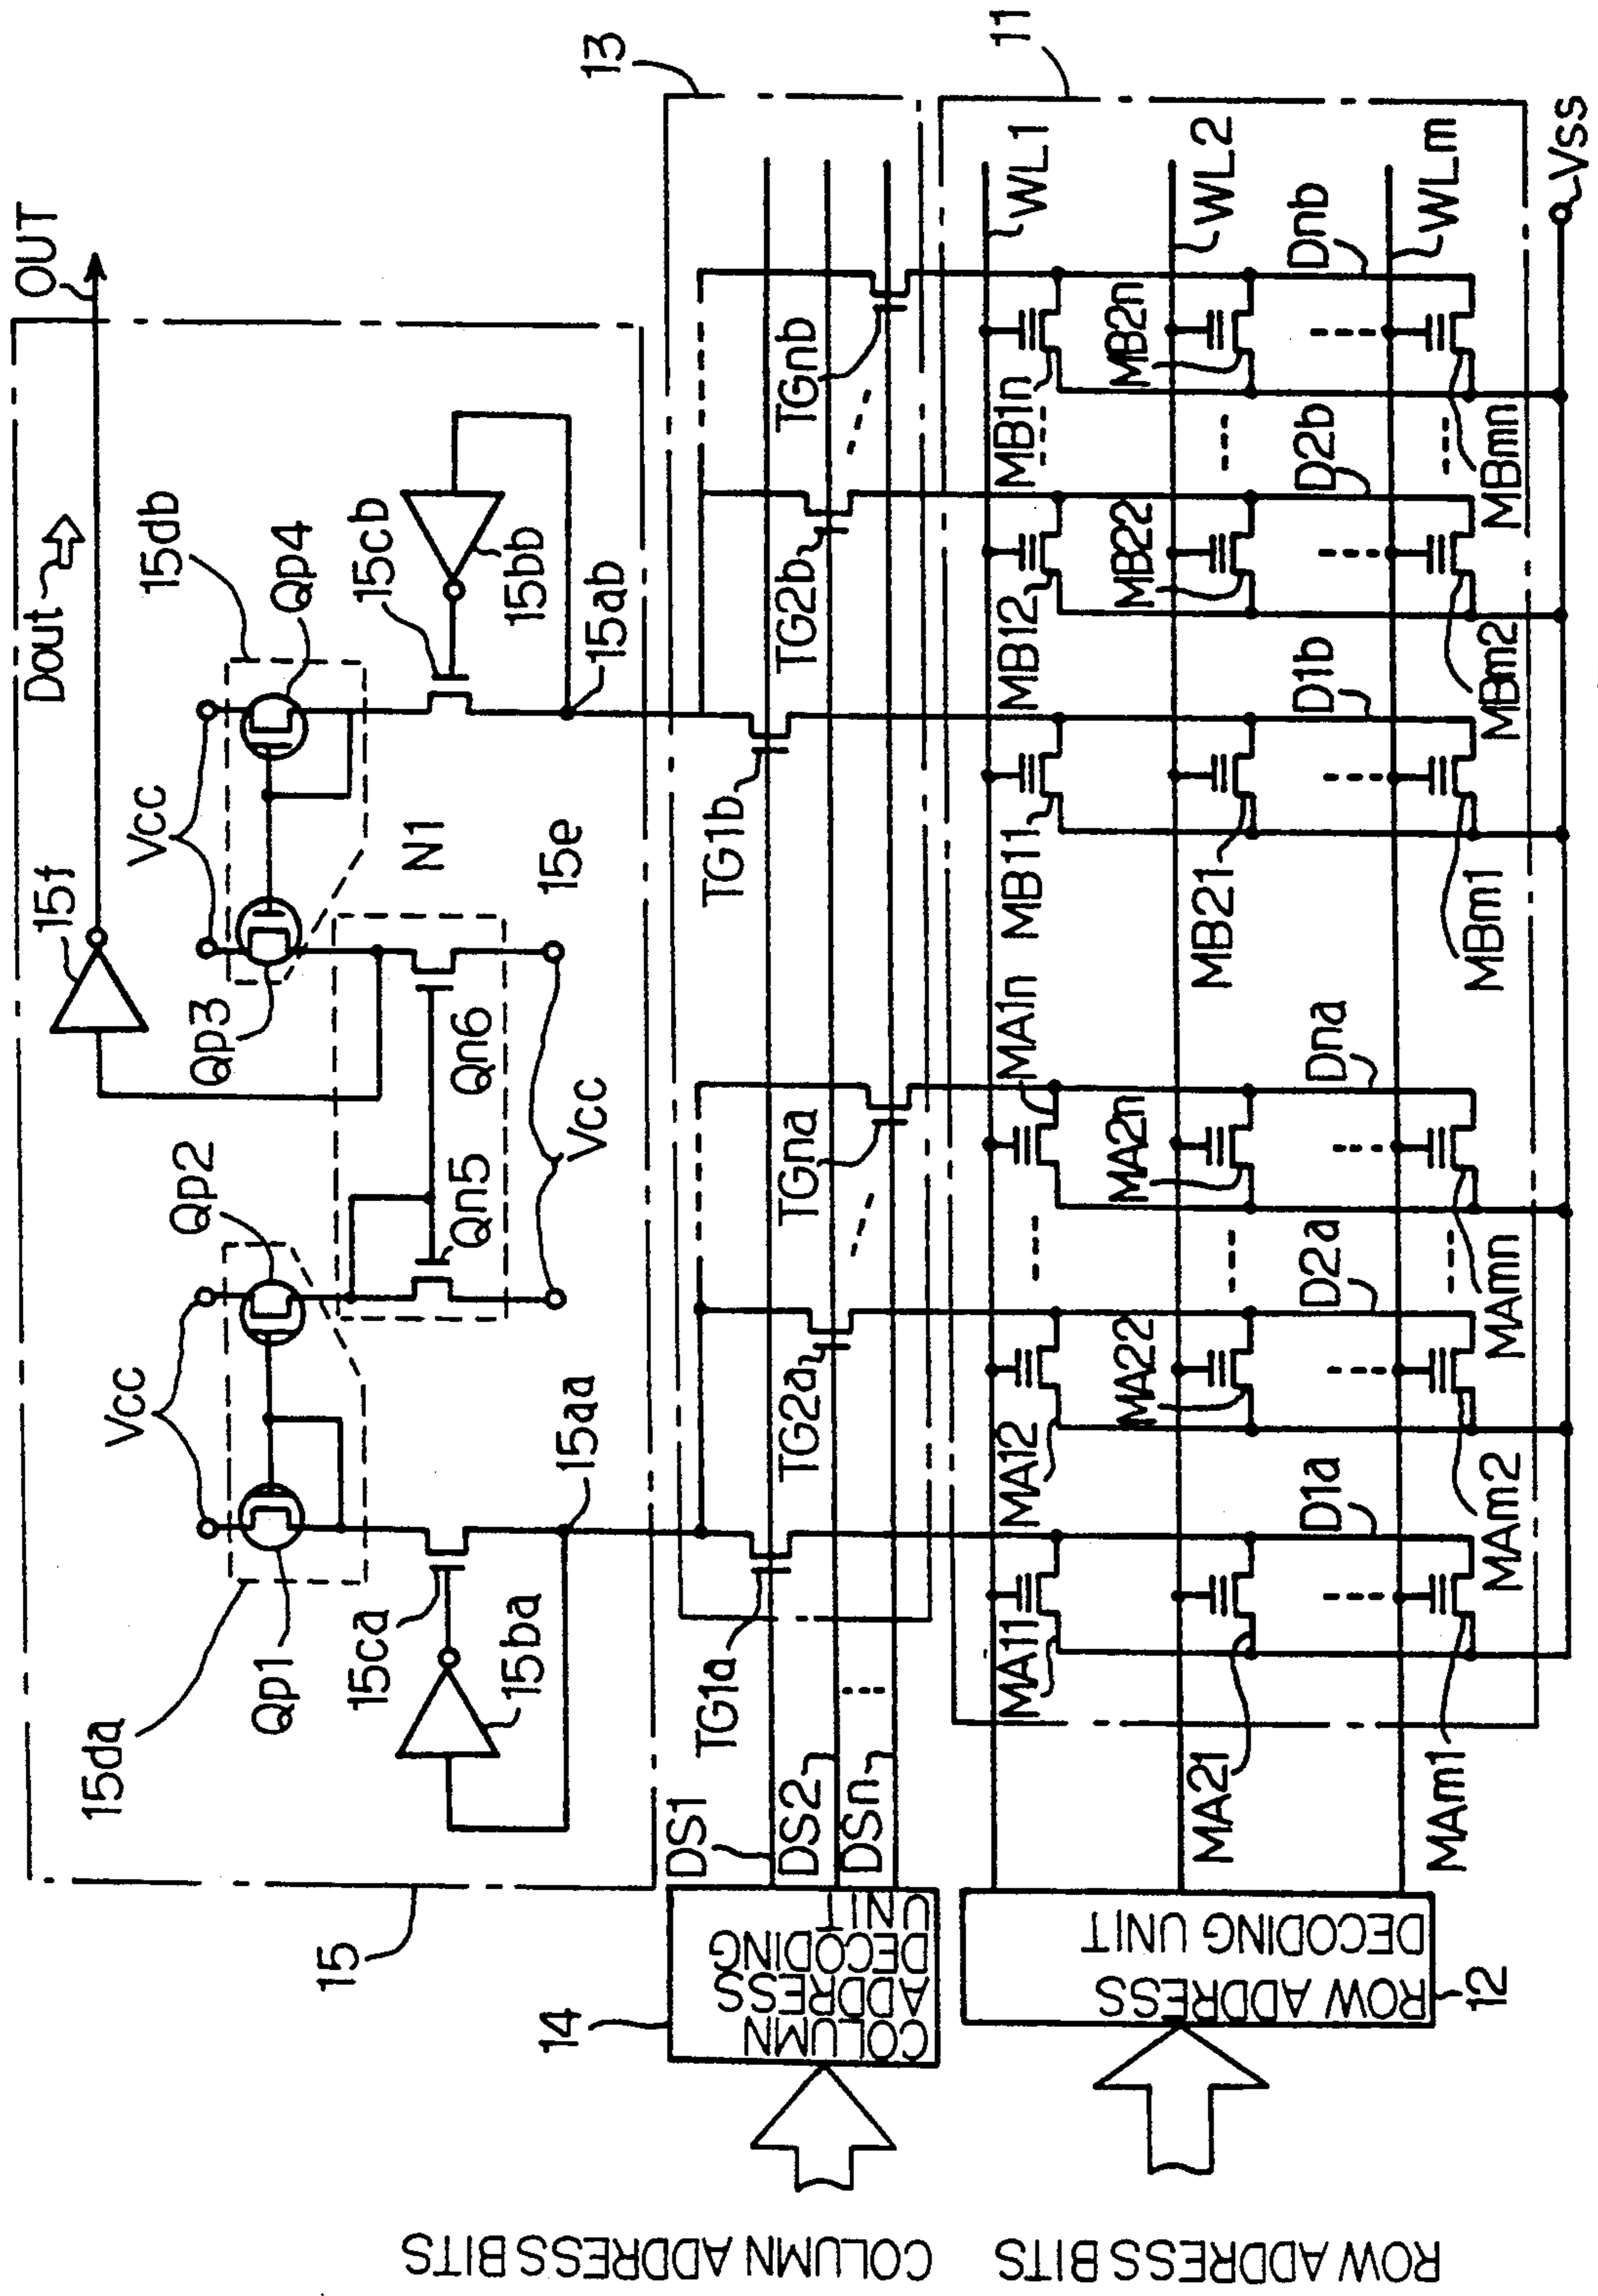 OUT
Dout
15f
Vcc
Vcc
15da
Qp1
Qp2
Qp3
Qp4
15db
15
15ca
15ba
Qn5
Qn6
N1
15cb
15bb
15aa
Vcc
15e
15ab
13
14
COLUMN
ADDRESS
DECODING
UNIT
COLUMN ADDRESS BITS
DS1
DS2
DSn
TG1a
TG2a
TGna
TG1b
TG2b
TGnb
11
12
ROW ADDRESS
DECODING UNIT
ROW ADDRESS BITS
WL1
MA11
MA12
MA1n
MB11
MB12
MB1n
WL2
MA21
MA22
MA2n
MB21
MB22
MB2n
D1a
D2a
Dna
D1b
D2b
Dnb
WLm
MAm1
MAm2
MAmn
MBm1
MBm2
MBmn
Vss